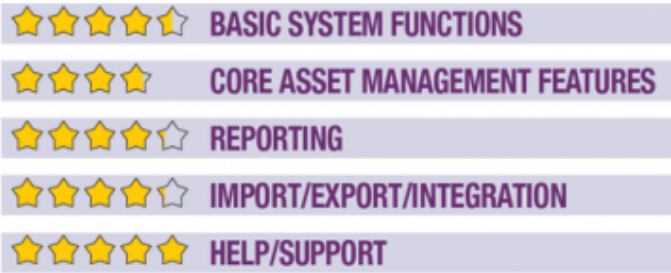 BASIC SYSTEM FUNCTIONS
CORE ASSET MANAGEMENT FEATURES
REPORTING
IMPORT/EXPORT/INTEGRATION
HELP/SUPPORT